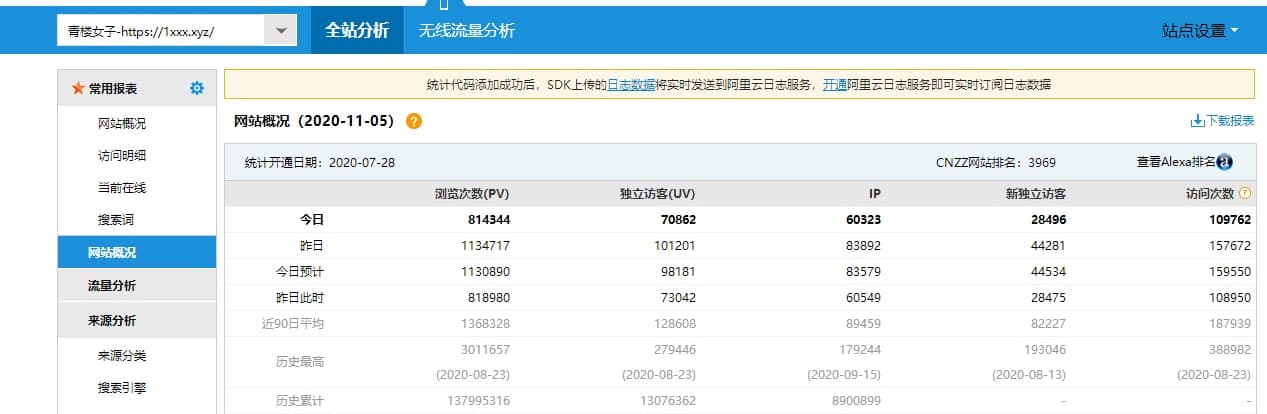 青楼女子-https://1xxx.xyz/ 全站分析 无线流量分析 站点设置
常用报表
网站概况
访问明细
当前在线
搜索词
网站概况
流量分析
来源分析
来源分类
搜索引擎
统计代码添加成功后，SDK上传的日志数据将实时发送到阿里云日志服务，开通阿里云日志服务即可实时订阅日志数据
网站概况（2020-11-05） ? 下载报表
统计开通日期：2020-07-28 CNZZ网站排名：3969 查看Alexa排名 a
浏览次数(PV) 独立访客(UV) IP 新独立访客 访问次数 ?
今日 814344 70862 60323 28496 109762
昨日 1134717 101201 83892 44281 157672
今日预计 1130890 98181 83579 44534 159550
昨日此时 818980 73042 60549 28475 108950
近90日平均 1368328 128608 89459 82227 187939
历史最高 3011657 279446 179244 193046 388982
(2020-08-23) (2020-08-23) (2020-09-15) (2020-08-13) (2020-08-23)
历史累计 137995316 13076362 8900899 - -